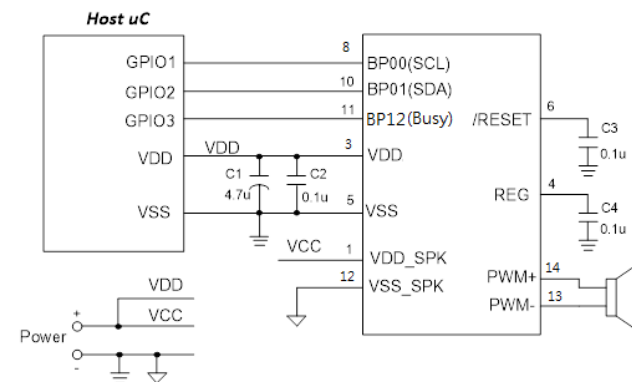 Host uC
GPIO1
GPIO2
GPIO3
VDD
VSS
VDD
C1
4.7u
C2
0.1u
8
10
11
3
5
1
12
VCC
BP00(SCL)
BP01(SDA)
BP12(Busy)
VDD
VSS
VDD_SPK
VSS_SPK
/RESET
REG
PWM+
PWM-
6
4
14
13
C3
0.1u
C4
0.1u
VDD
VCC
Power
+
-